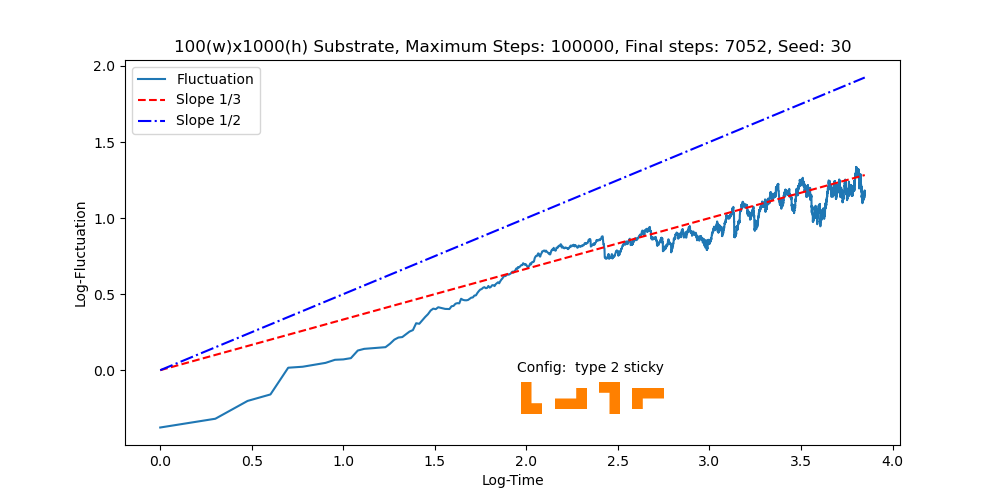 100(w)x1000(h) Substrate, Maximum Steps: 100000, Final steps: 7052, Seed: 30
Fluctuation
Slope 1/3
Slope 1/2
Log-Fluctuation
2.0
1.5
1.0
0.5
0.0
Config:  type 2 sticky
0.0 0.5 1.0 1.5 2.0 2.5 3.0 3.5 4.0
Log-Time